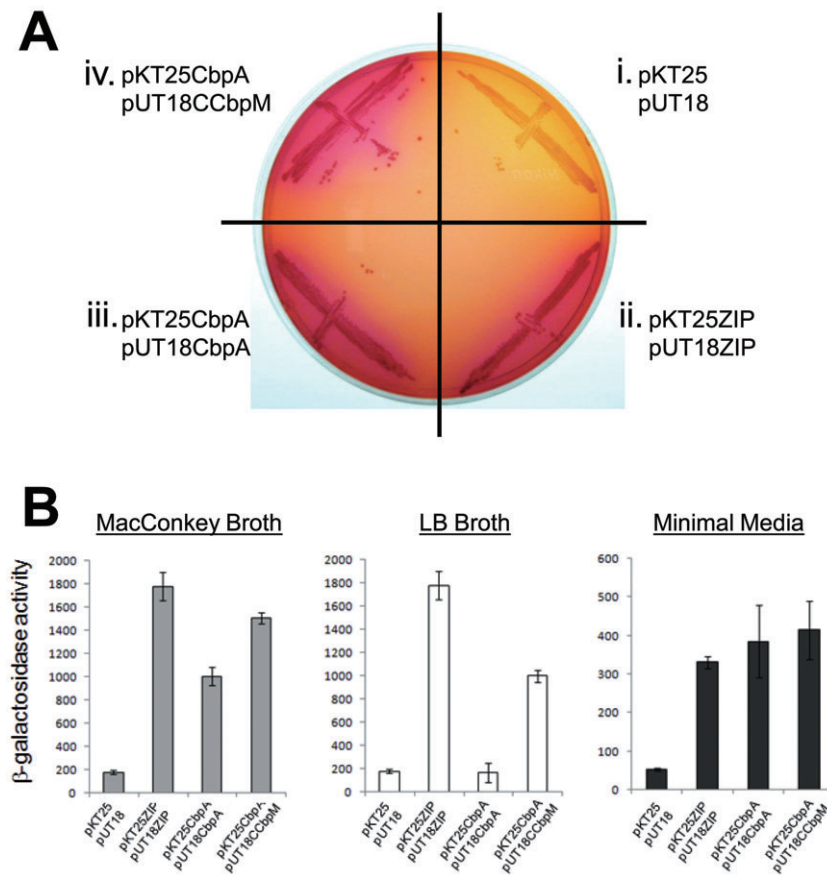 A
iv. pKT25CbpA
pUT18CCbpM
i. pKT25
pUT18
iii. pKT25CbpA
pUT18CbpA
ii. pKT25ZIP
pUT18ZIP
B
MacConkey Broth
LB Broth
Minimal Media
β-galactosidase activity
2000
1800
1600
1400
1200
1000
800
600
400
200
0
pKT25
pUT18
pKT25ZIP
pUT18ZIP
pKT25CbpA
pUT18CbpA
pKT25CbpA
pUT18CCbpM
2000
1800
1600
1400
1200
1000
800
600
400
200
0
pKT25
pUT18
pKT25ZIP
pUT18ZIP
pKT25CbpA
pUT18CbpA
pKT25CbpA
pUT18CCbpM
600
500
400
300
200
100
0
pKT25
pUT18
pKT25ZIP
pUT18ZIP
pKT25CbpA
pUT18CbpA
pKT25CbpA
pUT18CCbpM